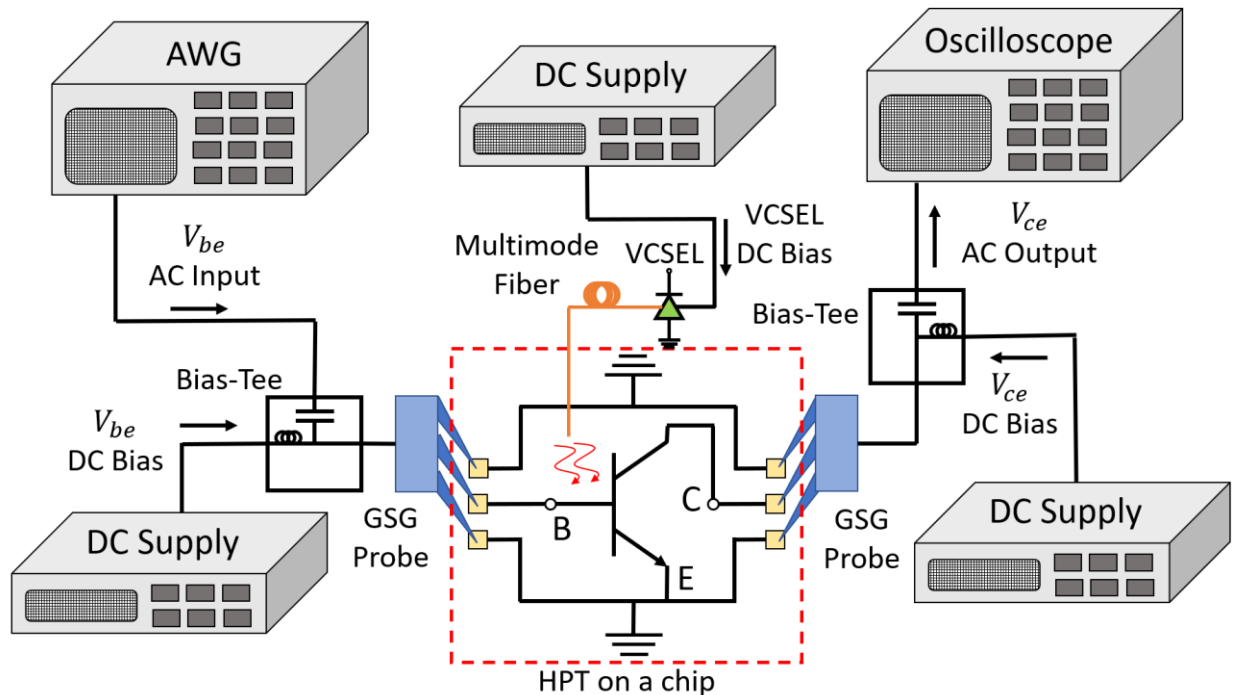 AWG
DC Supply
Oscilloscope
V_be
AC Input
Multimode
Fiber
VCSEL
VCSEL
DC Bias
V_ce
AC Output
Bias-Tee
Bias-Tee
V_be
DC Bias
V_ce
DC Bias
GSG
Probe
B
C
E
GSG
Probe
DC Supply
DC Supply
HPT on a chip